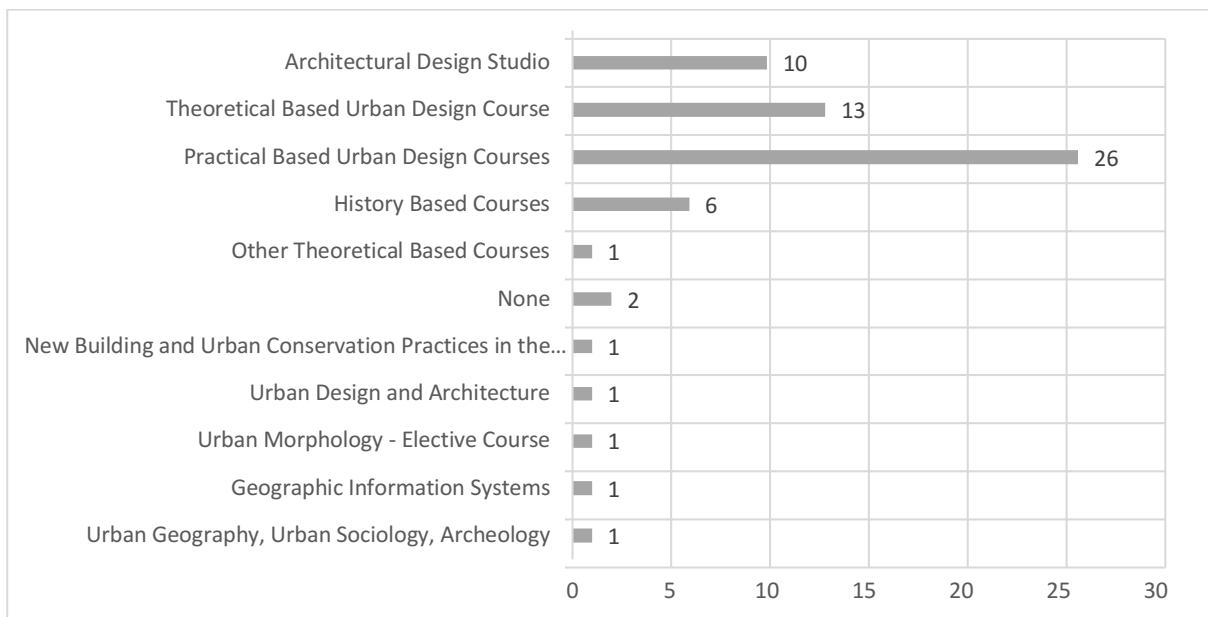 Architectural Design Studio 10
Theoretical Based Urban Design Course 13
Practical Based Urban Design Courses 26
History Based Courses 6
Other Theoretical Based Courses 1
None 2
New Building and Urban Conservation Practices in the... 1
Urban Design and Architecture 1
Urban Morphology - Elective Course 1
Geographic Information Systems 1
Urban Geography, Urban Sociology, Archeology 1
0 5 10 15 20 25 30